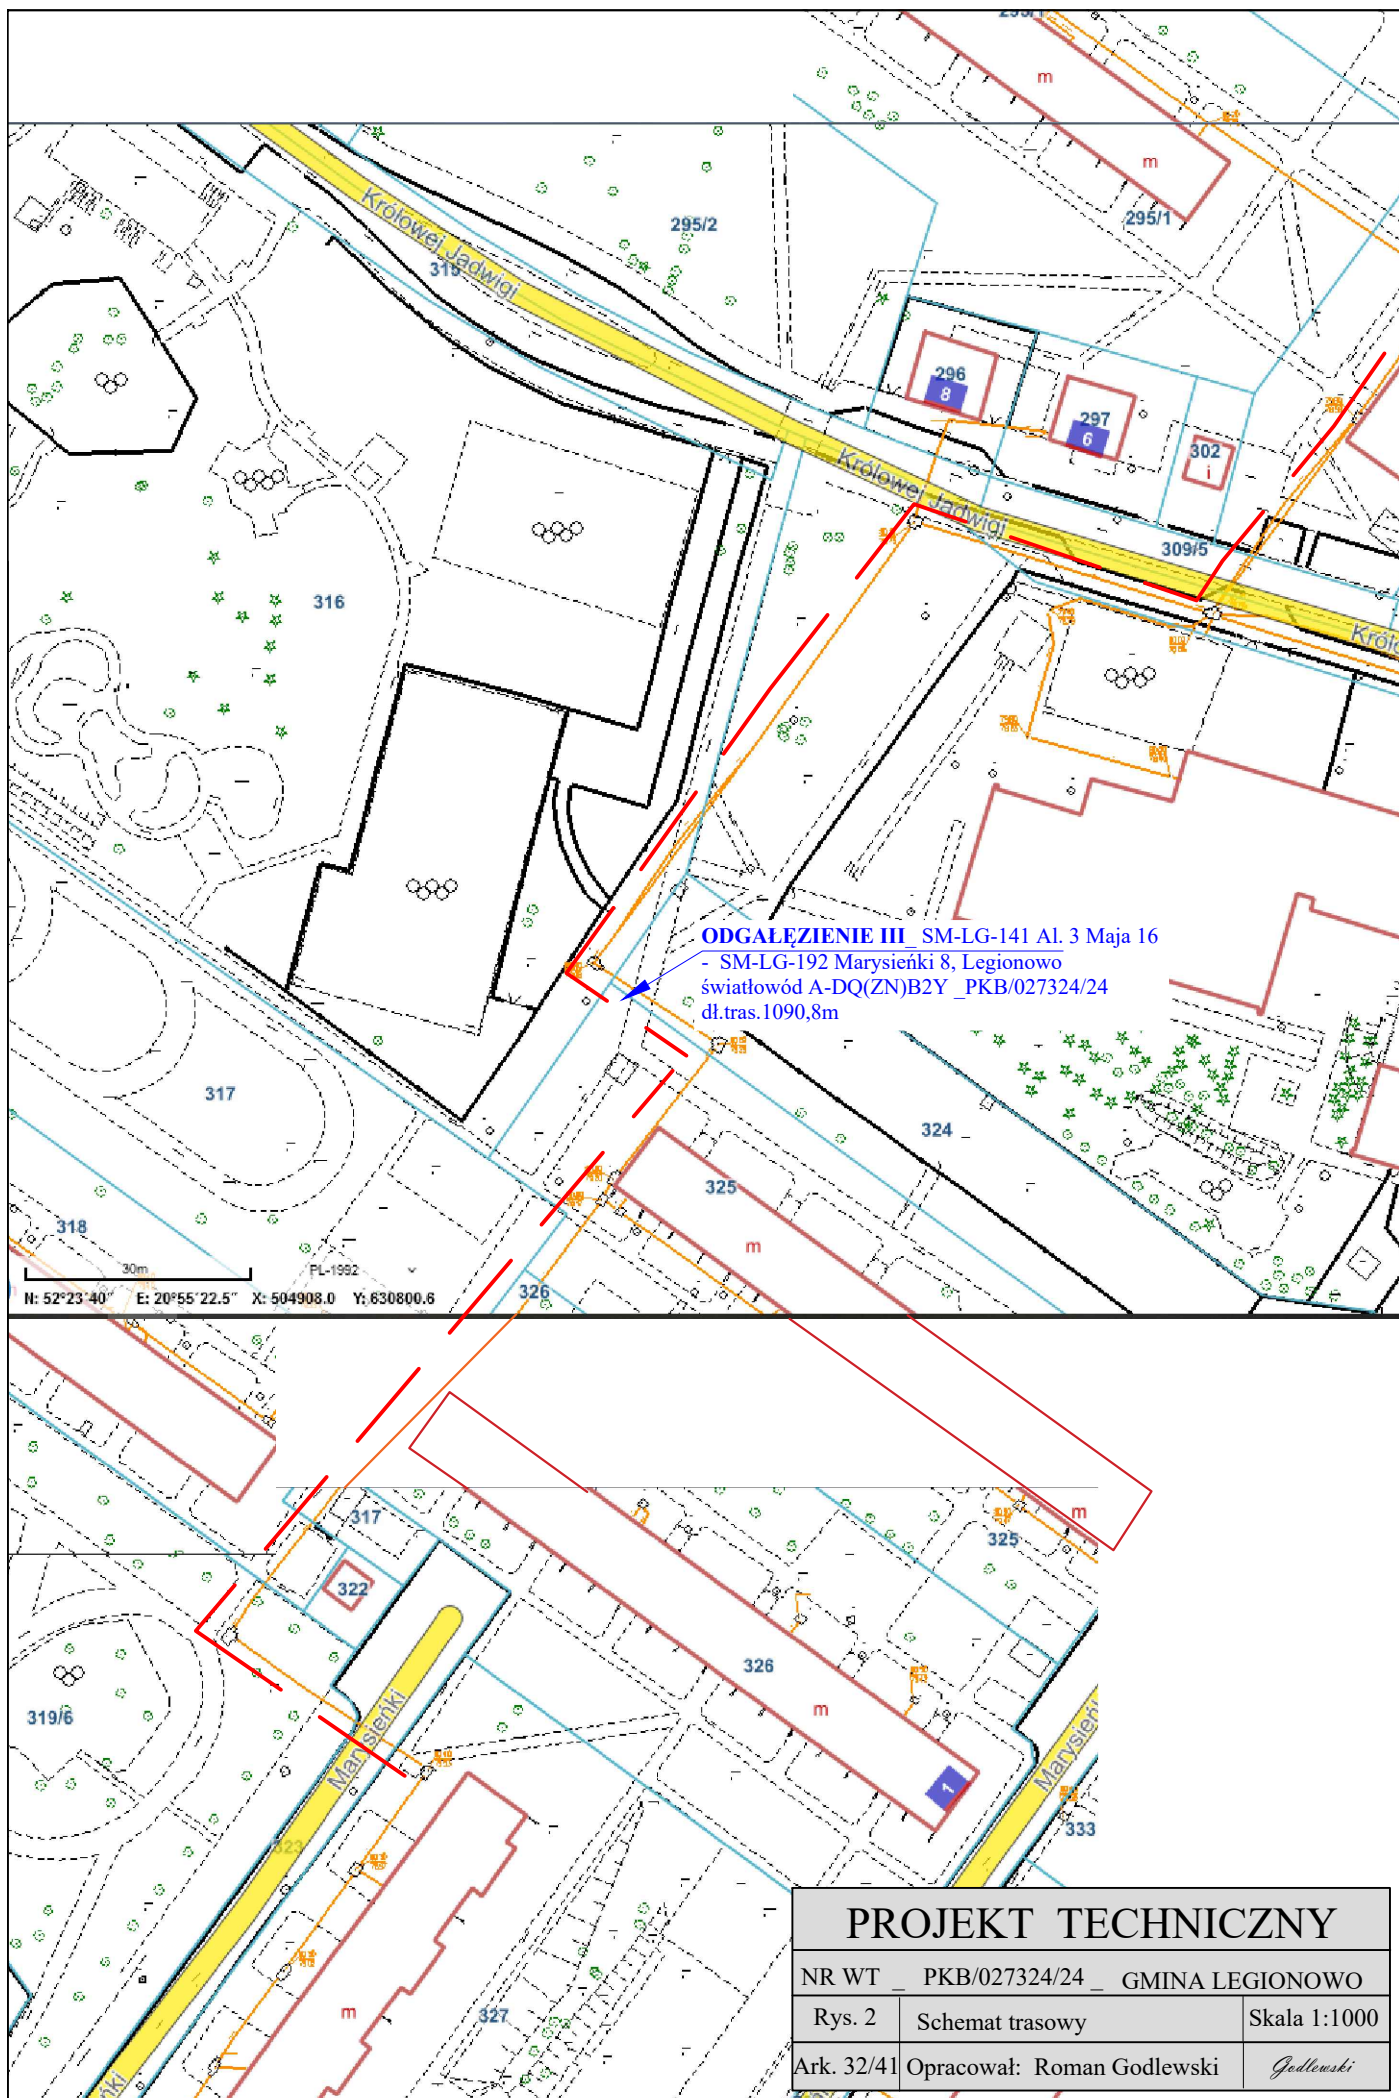 m
m
295/1
295/2
Królowej Jadwigi
315
296
8
297
6
302
i
Królowej Jadwigi
309/5
316
ODGAŁĘZIENIE III_ SM-LG-141 Al. 3 Maja 16
- SM-LG-192 Marysieńki 8, Legionowo
światłowód A-DQ(ZN)B2Y _PKB/027324/24
dł.tras.1090,8m
317
324
325
318
m
30m
PL-1992
N: 52°23'40" E: 20°55'22.5" X: 504908.0 Y: 630800.6
326
317
m
325
322
326
319/6
m
Marysieńki
1
323
333
327
m
PROJEKT TECHNICZNY
NR WT _ PKB/027324/24 _ GMINA LEGIONOWO
Rys. 2 Schemat trasowy Skala 1:1000
Ark. 32/41 Opracował: Roman Godlewski Godlewski